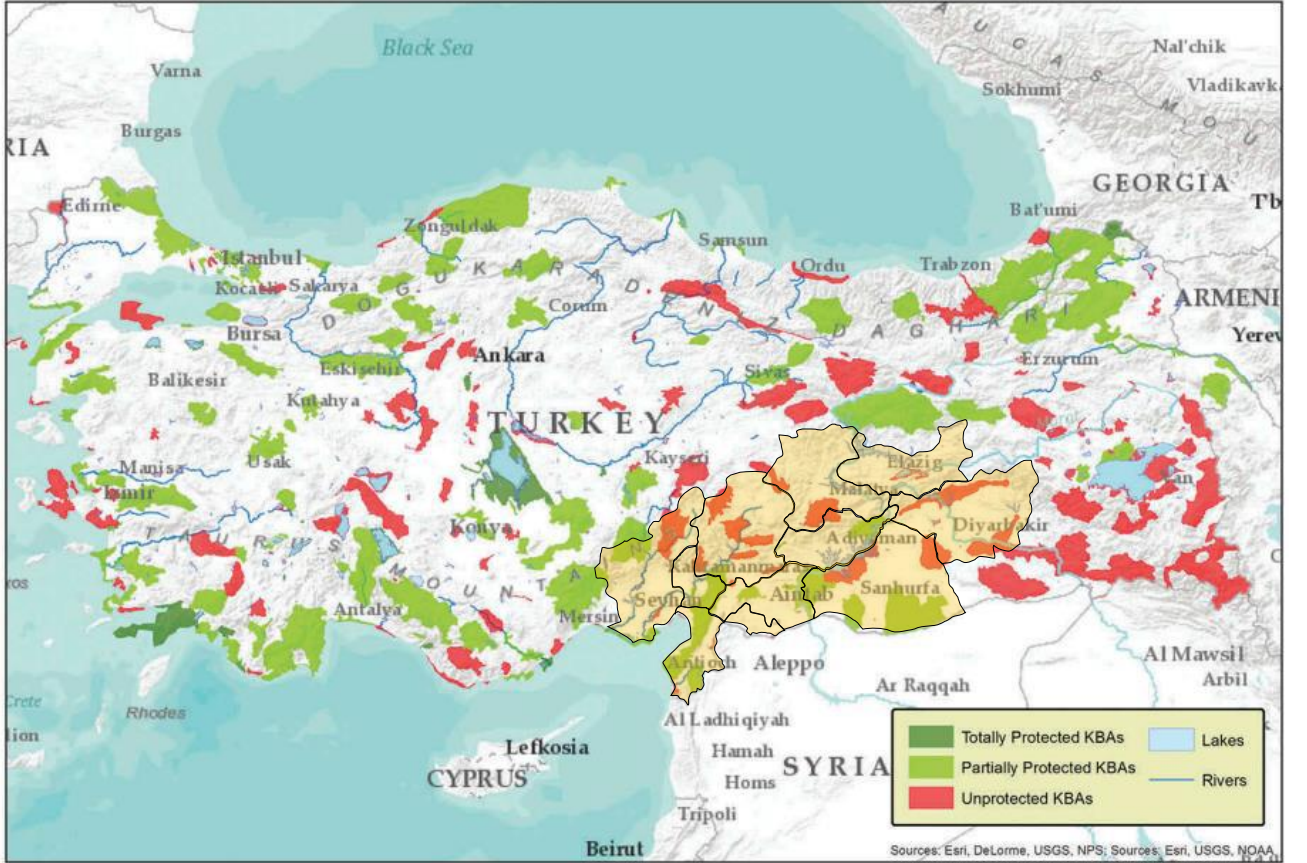 Black Sea
Varna
Burgas
RIA
Nal'chik
Sokhumi
Vladikavk
A U C A S M O U
GEORGIA
T'b
Bat'umi
Edirne
Zonguldak
Istanbul
Samsun
Ordu
Trabzon
Kocaeli
Sakarya
D O G U K A R A D E N I Z D A G L A R I
ARMENI
Yerev
Corum
Bursa
Ankara
Eskisehir
Erzurum
Balikesir
Kutahya
Sivas
TURKEY
Manisa
Usak
Kayseri
Elazig
Malatya
Van
Izmir
Konya
Diyarbakir
Adiyaman
T A U R U S M O U N T A I N S
Kahramanmaras
Sanliurfa
Seyhan
Aintab
Mersin
Antalya
Antioch
Aleppo
Al Mawsil
Arbil
Ar Raqqah
ros
Crete
lion
Rhodes
Al Ladhiqiyah
Lefkosia
Hamah
CYPRUS
SYRIA
Homs
Tripoli
Beirut
Totally Protected KBAs
Partially Protected KBAs
Unprotected KBAs
Lakes
Rivers
Sources: Esri, DeLorme, USGS, NPS; Sources: Esri, USGS, NOAA